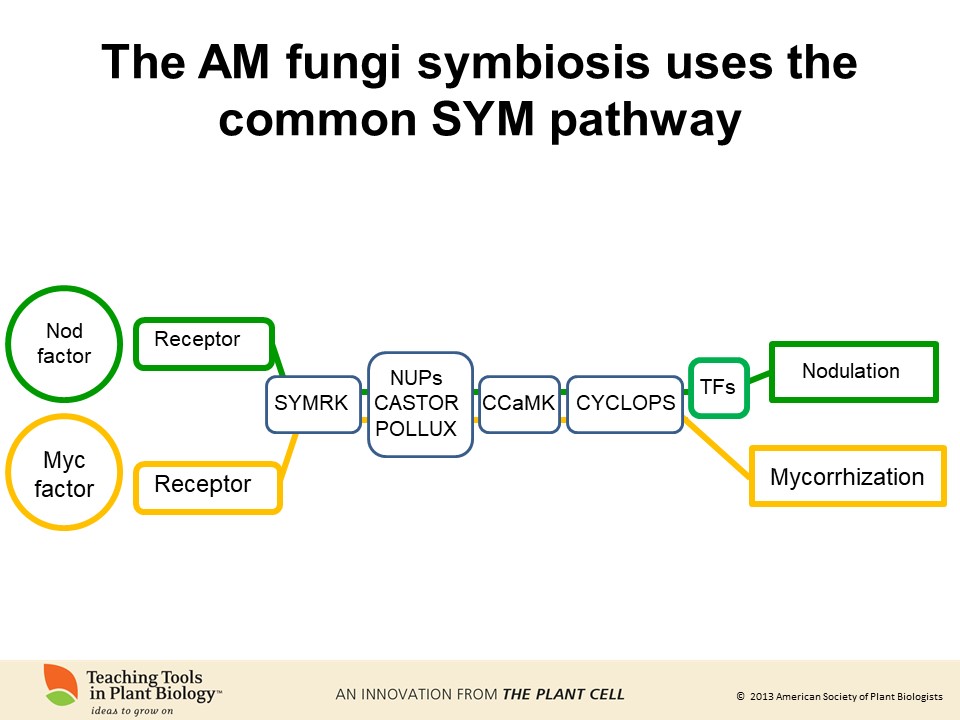 The AM fungi symbiosis uses the
common SYM pathway
Nod
factor
Receptor
SYMRK
NUPs
CASTOR
POLLUX
CCaMK
CYCLOPS
TFs
Nodulation
Myc
factor
Receptor
Mycorrhization
Teaching Tools
in Plant Biology™
ideas to grow on
AN INNOVATION FROM THE PLANT CELL
© 2013 American Society of Plant Biologists